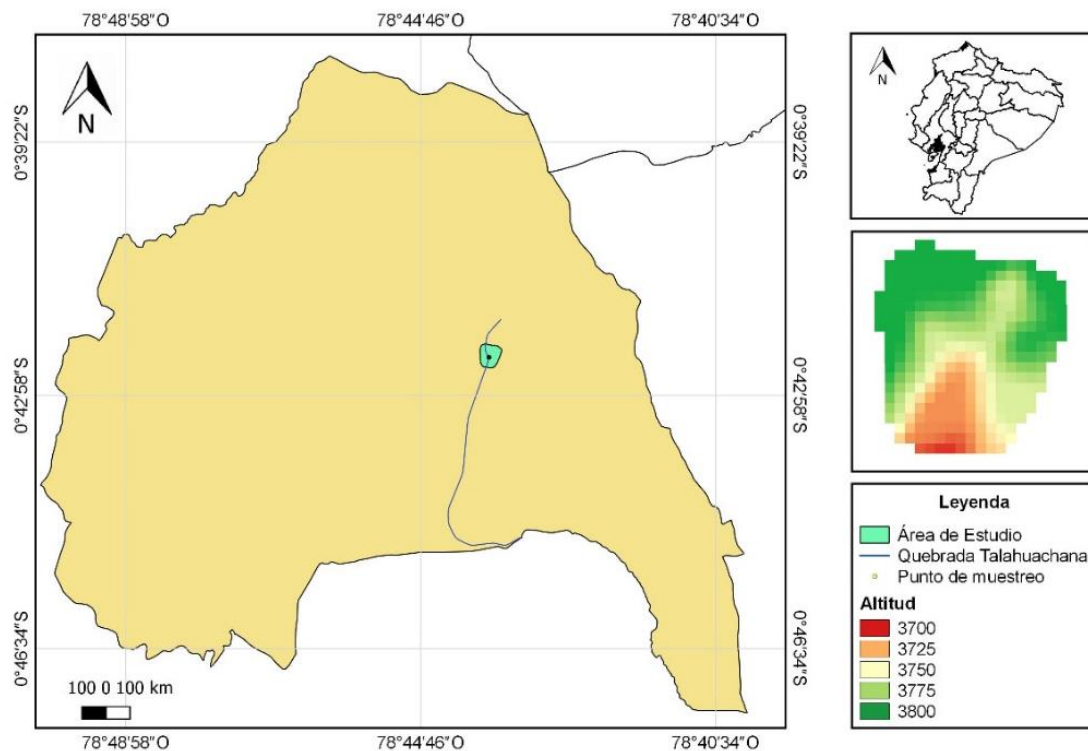 78°48'58"O 78°44'46"O 78°40'34"O
N
0°39'22"S
0°39'22"S
0°42'58"S
0°42'58"S
0°46'34"S
0°46'34"S
100 0 100 km
78°48'58"O 78°44'46"O 78°40'34"O
N
Leyenda
Área de Estudio
Quebrada Talahuachana
Punto de muestreo
Altitud
3700
3725
3750
3775
3800